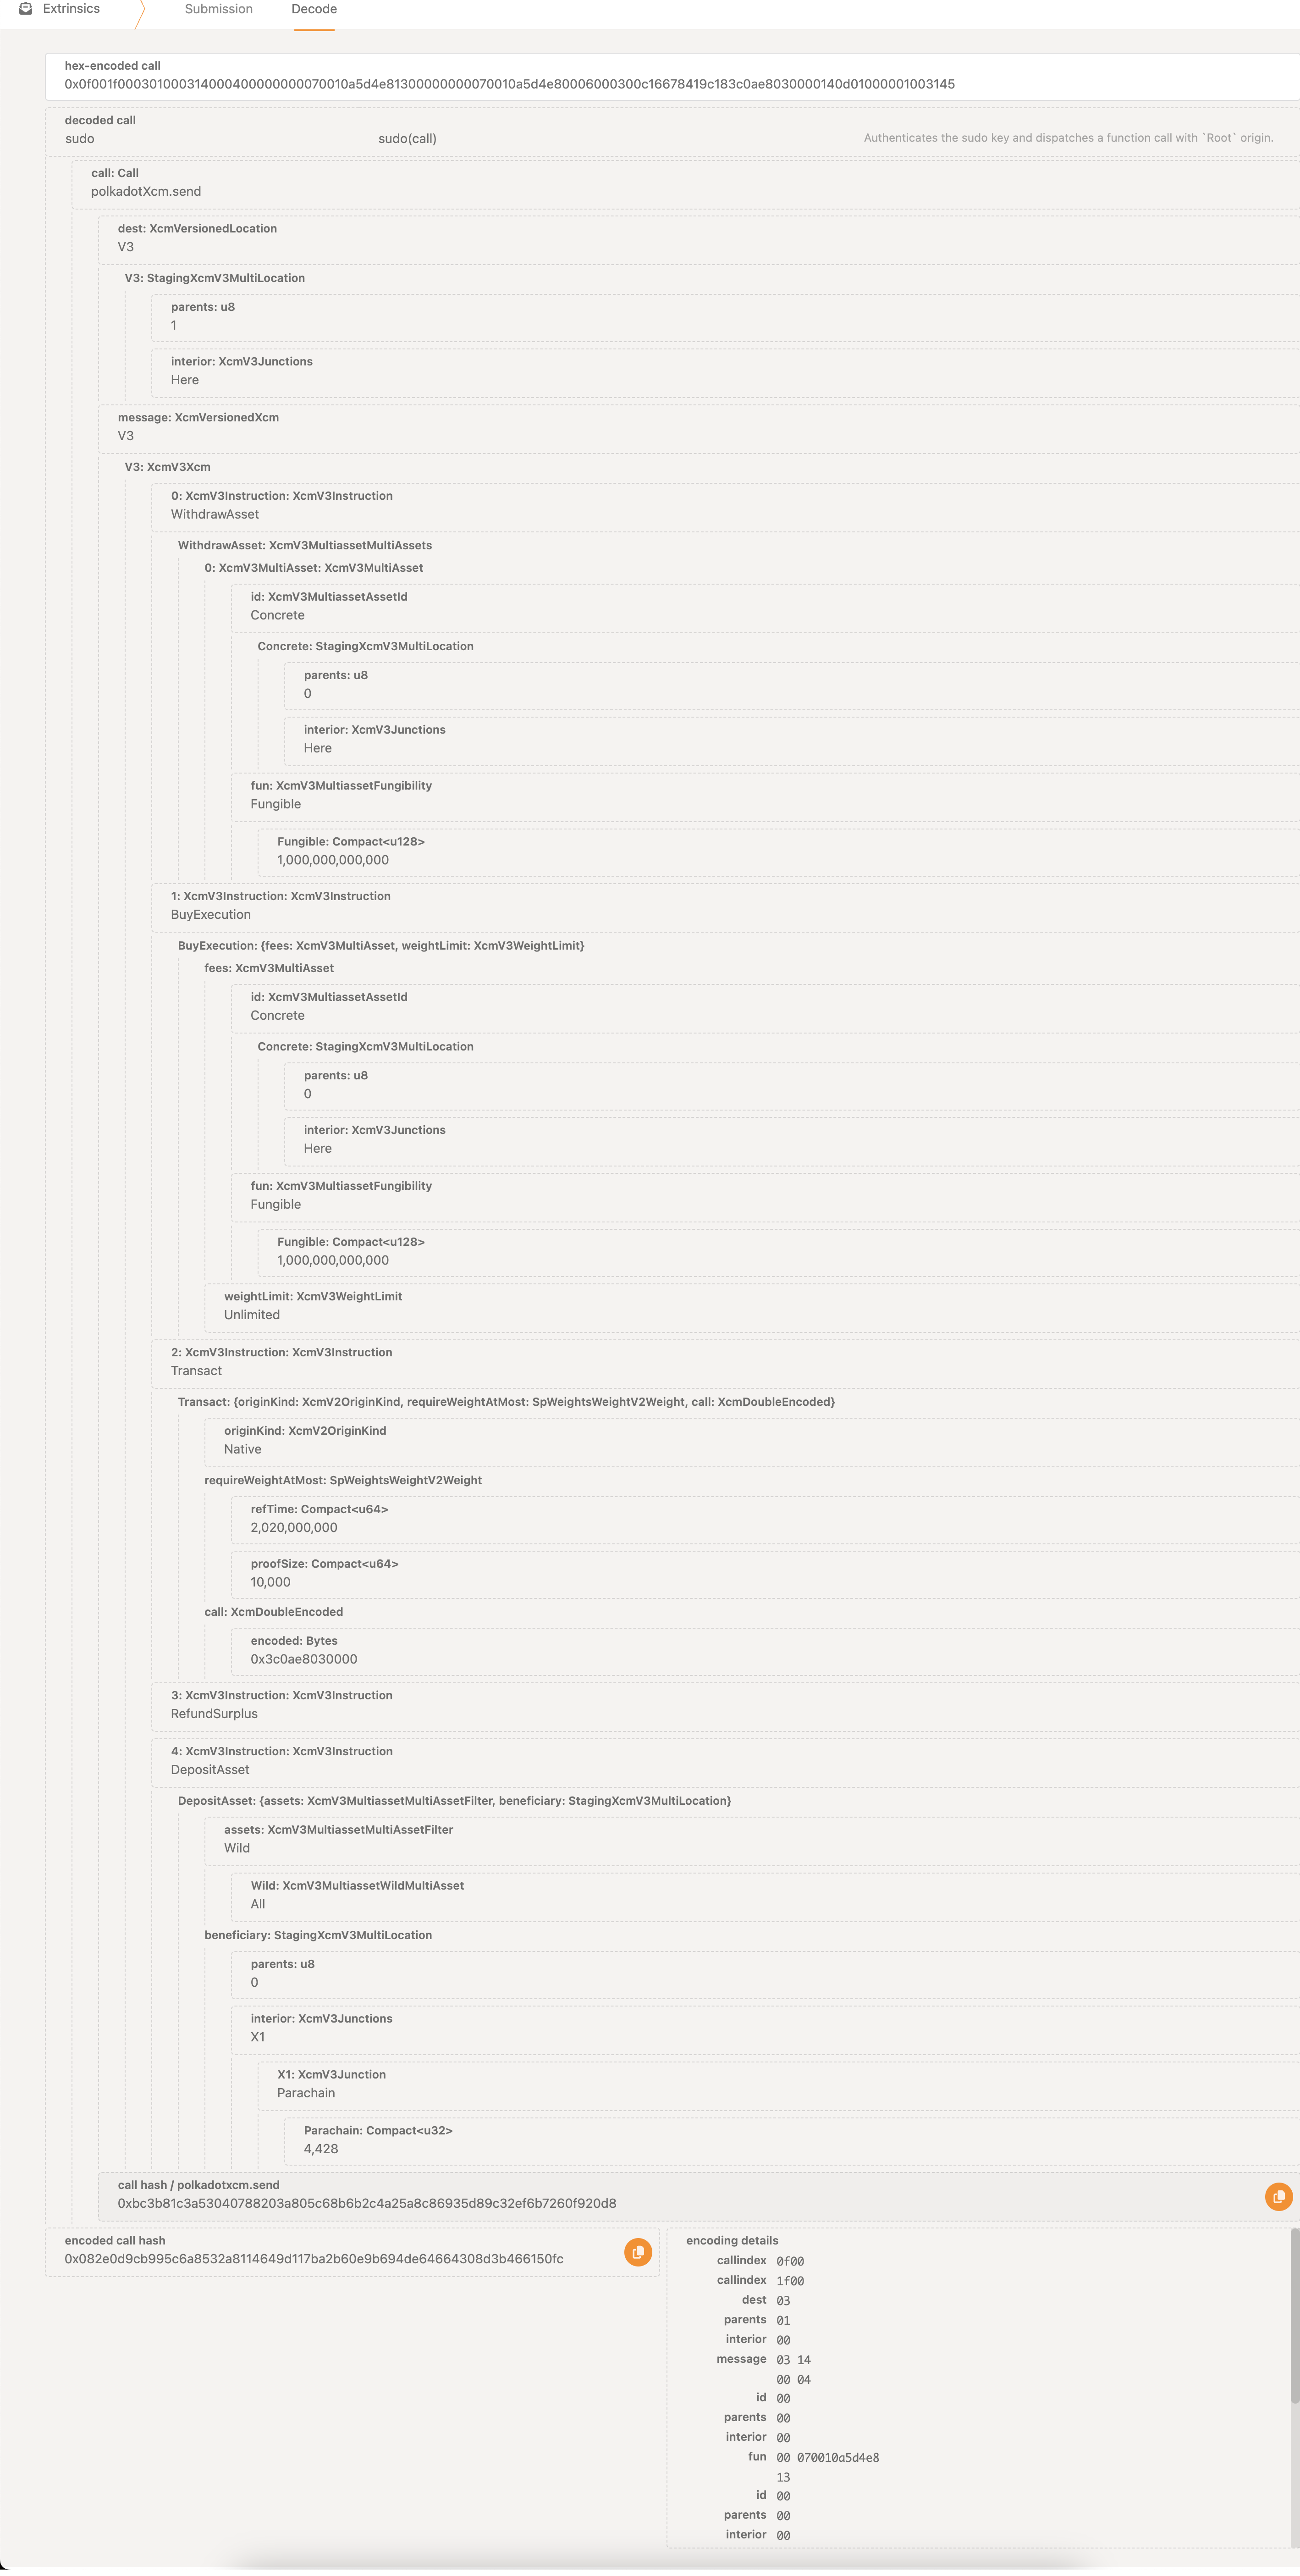 Extrinsics
Submission
Decode
hex-encoded call
0x0f001f00030100031400040000000070010a5d4e81300000000070010a5d4e80006000300c16678419c183c0ae8030000140d01000001003145
decoded call
sudo
sudo(call)
Authenticates the sudo key and dispatches a function call with `Root` origin.
call: Call
polkadotXcm.send
dest: XcmVersionedLocation
V3
V3: StagingXcmV3MultiLocation
parents: u8
1
interior: XcmV3Junctions
Here
message: XcmVersionedXcm
V3
V3: XcmV3Xcm
0: XcmV3Instruction: XcmV3Instruction
WithdrawAsset
WithdrawAsset: XcmV3MultiassetMultiAssets
0: XcmV3MultiAsset: XcmV3MultiAsset
id: XcmV3MultiassetAssetId
Concrete
Concrete: StagingXcmV3MultiLocation
parents: u8
0
interior: XcmV3Junctions
Here
fun: XcmV3MultiassetFungibility
Fungible
Fungible: Compact<u128>
1,000,000,000,000
1: XcmV3Instruction: XcmV3Instruction
BuyExecution
BuyExecution: {fees: XcmV3MultiAsset, weightLimit: XcmV3WeightLimit}
fees: XcmV3MultiAsset
id: XcmV3MultiassetAssetId
Concrete
Concrete: StagingXcmV3MultiLocation
parents: u8
0
interior: XcmV3Junctions
Here
fun: XcmV3MultiassetFungibility
Fungible
Fungible: Compact<u128>
1,000,000,000,000
weightLimit: XcmV3WeightLimit
Unlimited
2: XcmV3Instruction: XcmV3Instruction
Transact
Transact: {originKind: XcmV2OriginKind, requireWeightAtMost: SpWeightsWeightV2Weight, call: XcmDoubleEncoded}
originKind: XcmV2OriginKind
Native
requireWeightAtMost: SpWeightsWeightV2Weight
refTime: Compact<u64>
2,020,000,000
proofSize: Compact<u64>
10,000
call: XcmDoubleEncoded
encoded: Bytes
0x3c0ae8030000
3: XcmV3Instruction: XcmV3Instruction
RefundSurplus
4: XcmV3Instruction: XcmV3Instruction
DepositAsset
DepositAsset: {assets: XcmV3MultiassetMultiAssetFilter, beneficiary: StagingXcmV3MultiLocation}
assets: XcmV3MultiassetMultiAssetFilter
Wild
Wild: XcmV3MultiassetWildMultiAsset
All
beneficiary: StagingXcmV3MultiLocation
parents: u8
0
interior: XcmV3Junctions
X1
X1: XcmV3Junction
Parachain
Parachain: Compact<u32>
4,428
call hash / polkadotxcm.send
0xbc3b81c3a53040788203a805c68b6b2c4a25a8c86935d89c32ef6b7260f920d8
encoded call hash
0x082e0d9cb995c6a8532a8114649d117ba2b60e9b694de64664308d3b466150fc
encoding details
callindex 0f00
callindex 1f00
dest 03
parents 01
interior 00
message 03 14
00 04
id 00
parents 00
interior 00
fun 00 070010a5d4e8
13
id 00
parents 00
interior 00